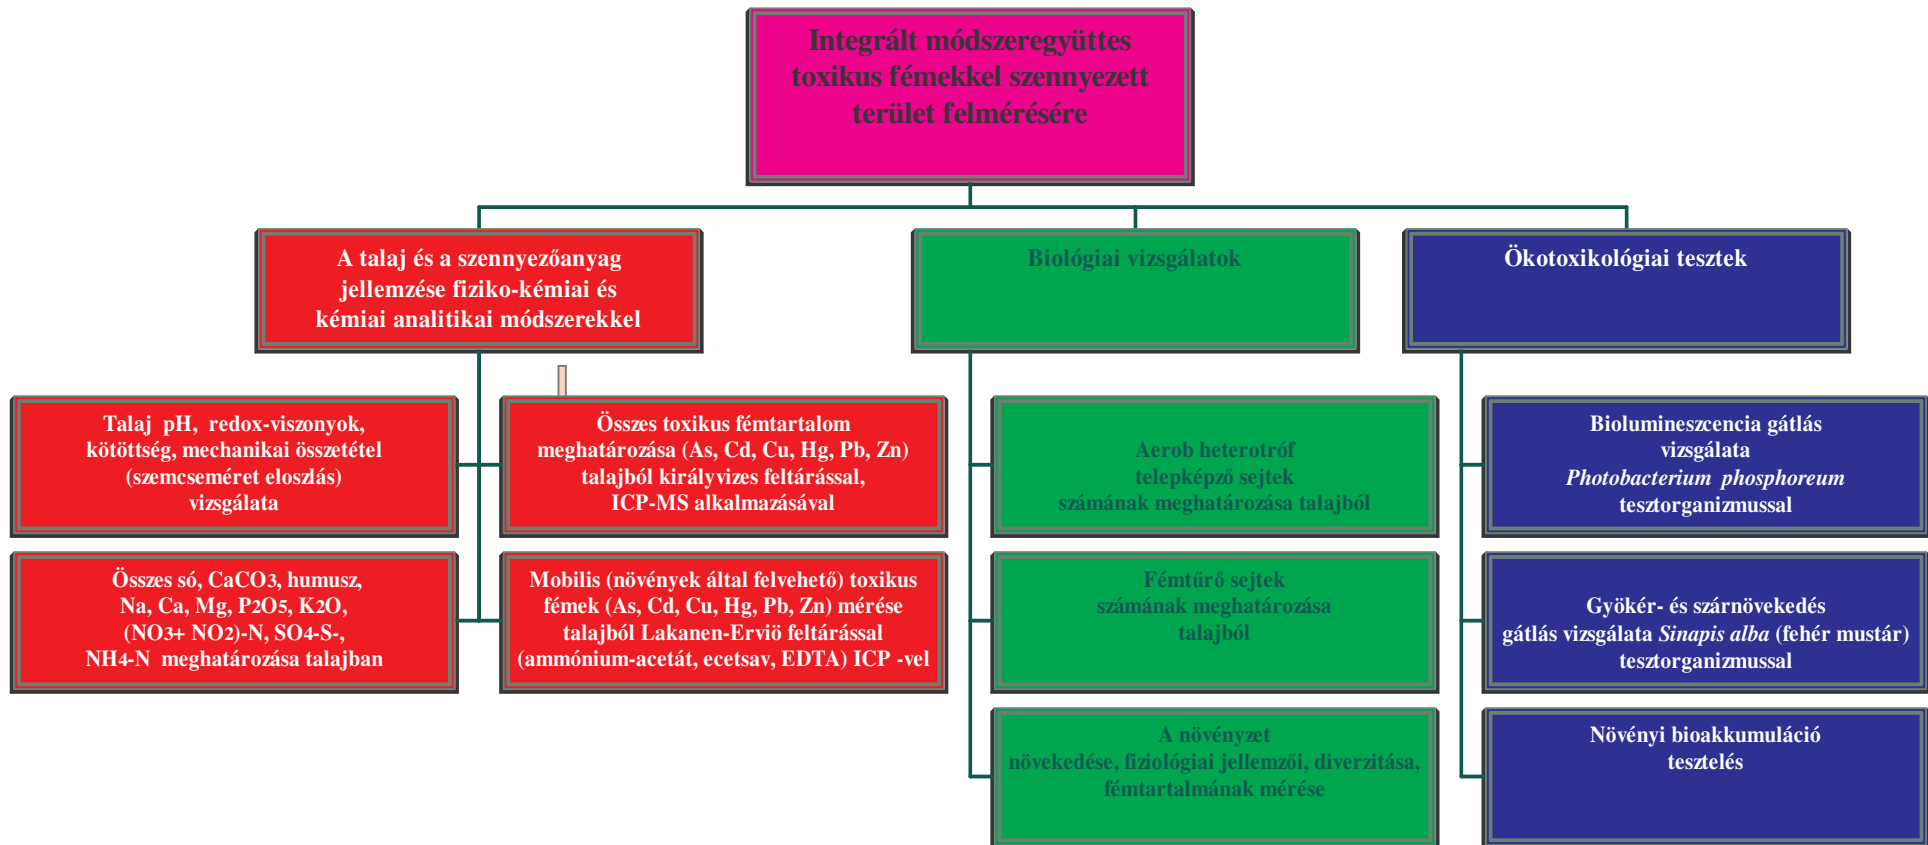 Integrált módszeregyüttes
toxikus fémekkel szennyezett
terület felmérésére
A talaj és a szennyezőanyag
jellemzése fiziko-kémiai és
kémiai analitikai módszerekkel
Biológiai vizsgálatok
Ökotoxikológiai tesztek
Talaj pH, redox-viszonyok,
kötöttség, mechanikai összetétel
(szemcseméret eloszlás)
vizsgálata
Összes toxikus fémtartalom
meghatározása (As, Cd, Cu, Hg, Pb, Zn)
talajból királyvizes feltárással,
ICP-MS alkalmazásával
Aerob heterotróf
telepképző sejtek
számának meghatározása talajból
Biolumineszcencia gátlás
vizsgálata
Photobacterium phosphoreum
tesztorganizmussal
Összes só, CaCO3, humusz,
Na, Ca, Mg, P2O5, K2O,
(NO3+ NO2)-N, SO4-S-,
NH4-N meghatározása talajban
Mobilis (növények által felvehető) toxikus
fémek (As, Cd, Cu, Hg, Pb, Zn) mérése
talajból Lakanen-Erviö feltárással
(ammónium-acetát, ecetsav, EDTA) ICP -vel
Fémtűrő sejtek
számának meghatározása
talajból
Gyökér- és szárnövekedés
gátlás vizsgálata Sinapis alba (fehér mustár)
tesztorganizmussal
A növényzet
növekedése, fiziológiai jellemzői, diverzitása,
fémtartalmának mérése
Növényi bioakkumuláció
tesztelés